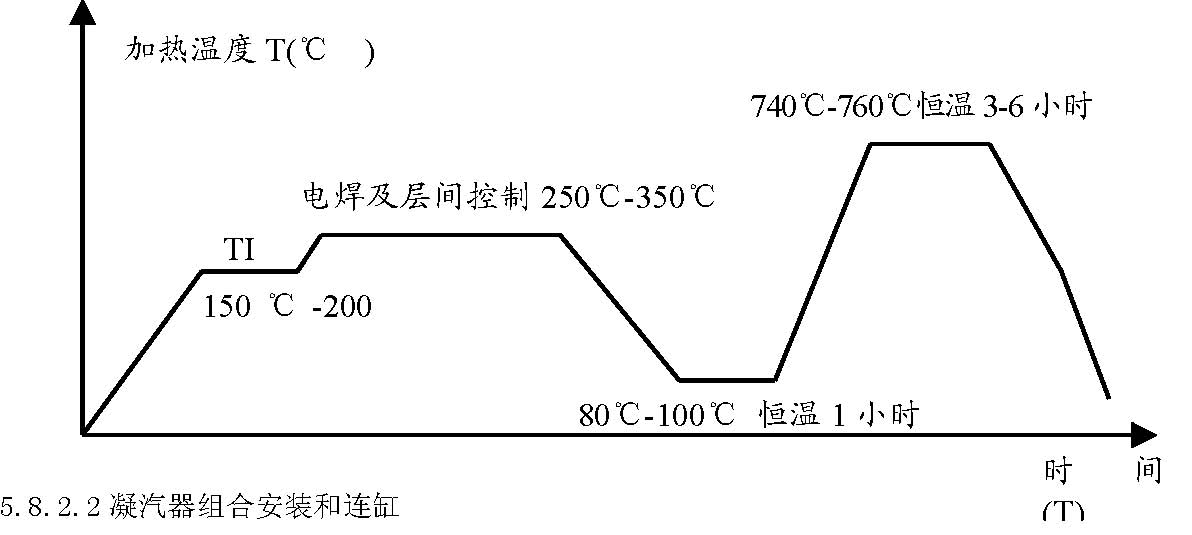 加热温度 T(℃ )
740℃-760℃恒温 3-6 小时
电焊及层间控制 250℃-350℃
TI
150 ℃ -200
80℃-100℃ 恒温 1 小时
时 间
(T)
5.8.2.2 凝汽器组合安装和连缸